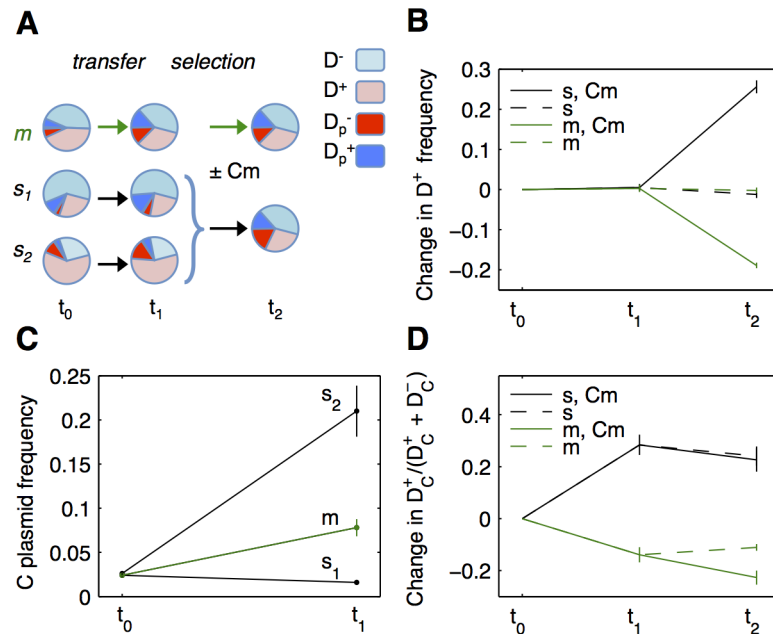 A
transfer selection
D-
D+
Dp-
Dp+
m
± Cm
s1
s2
t0 t1 t2
B
Change in D+ frequency
0.3
0.2
0.1
0
-0.1
-0.2
s, Cm
s
m, Cm
m
t0 t1 t2
C
C plasmid frequency
0.25
0.2
0.15
0.1
0.05
0
s2
m
s1
t0 t1
D
Change in D+C/(D+C + D-C)
0.4
0.2
0
-0.2
s, Cm
s
m, Cm
m
t0 t1 t2